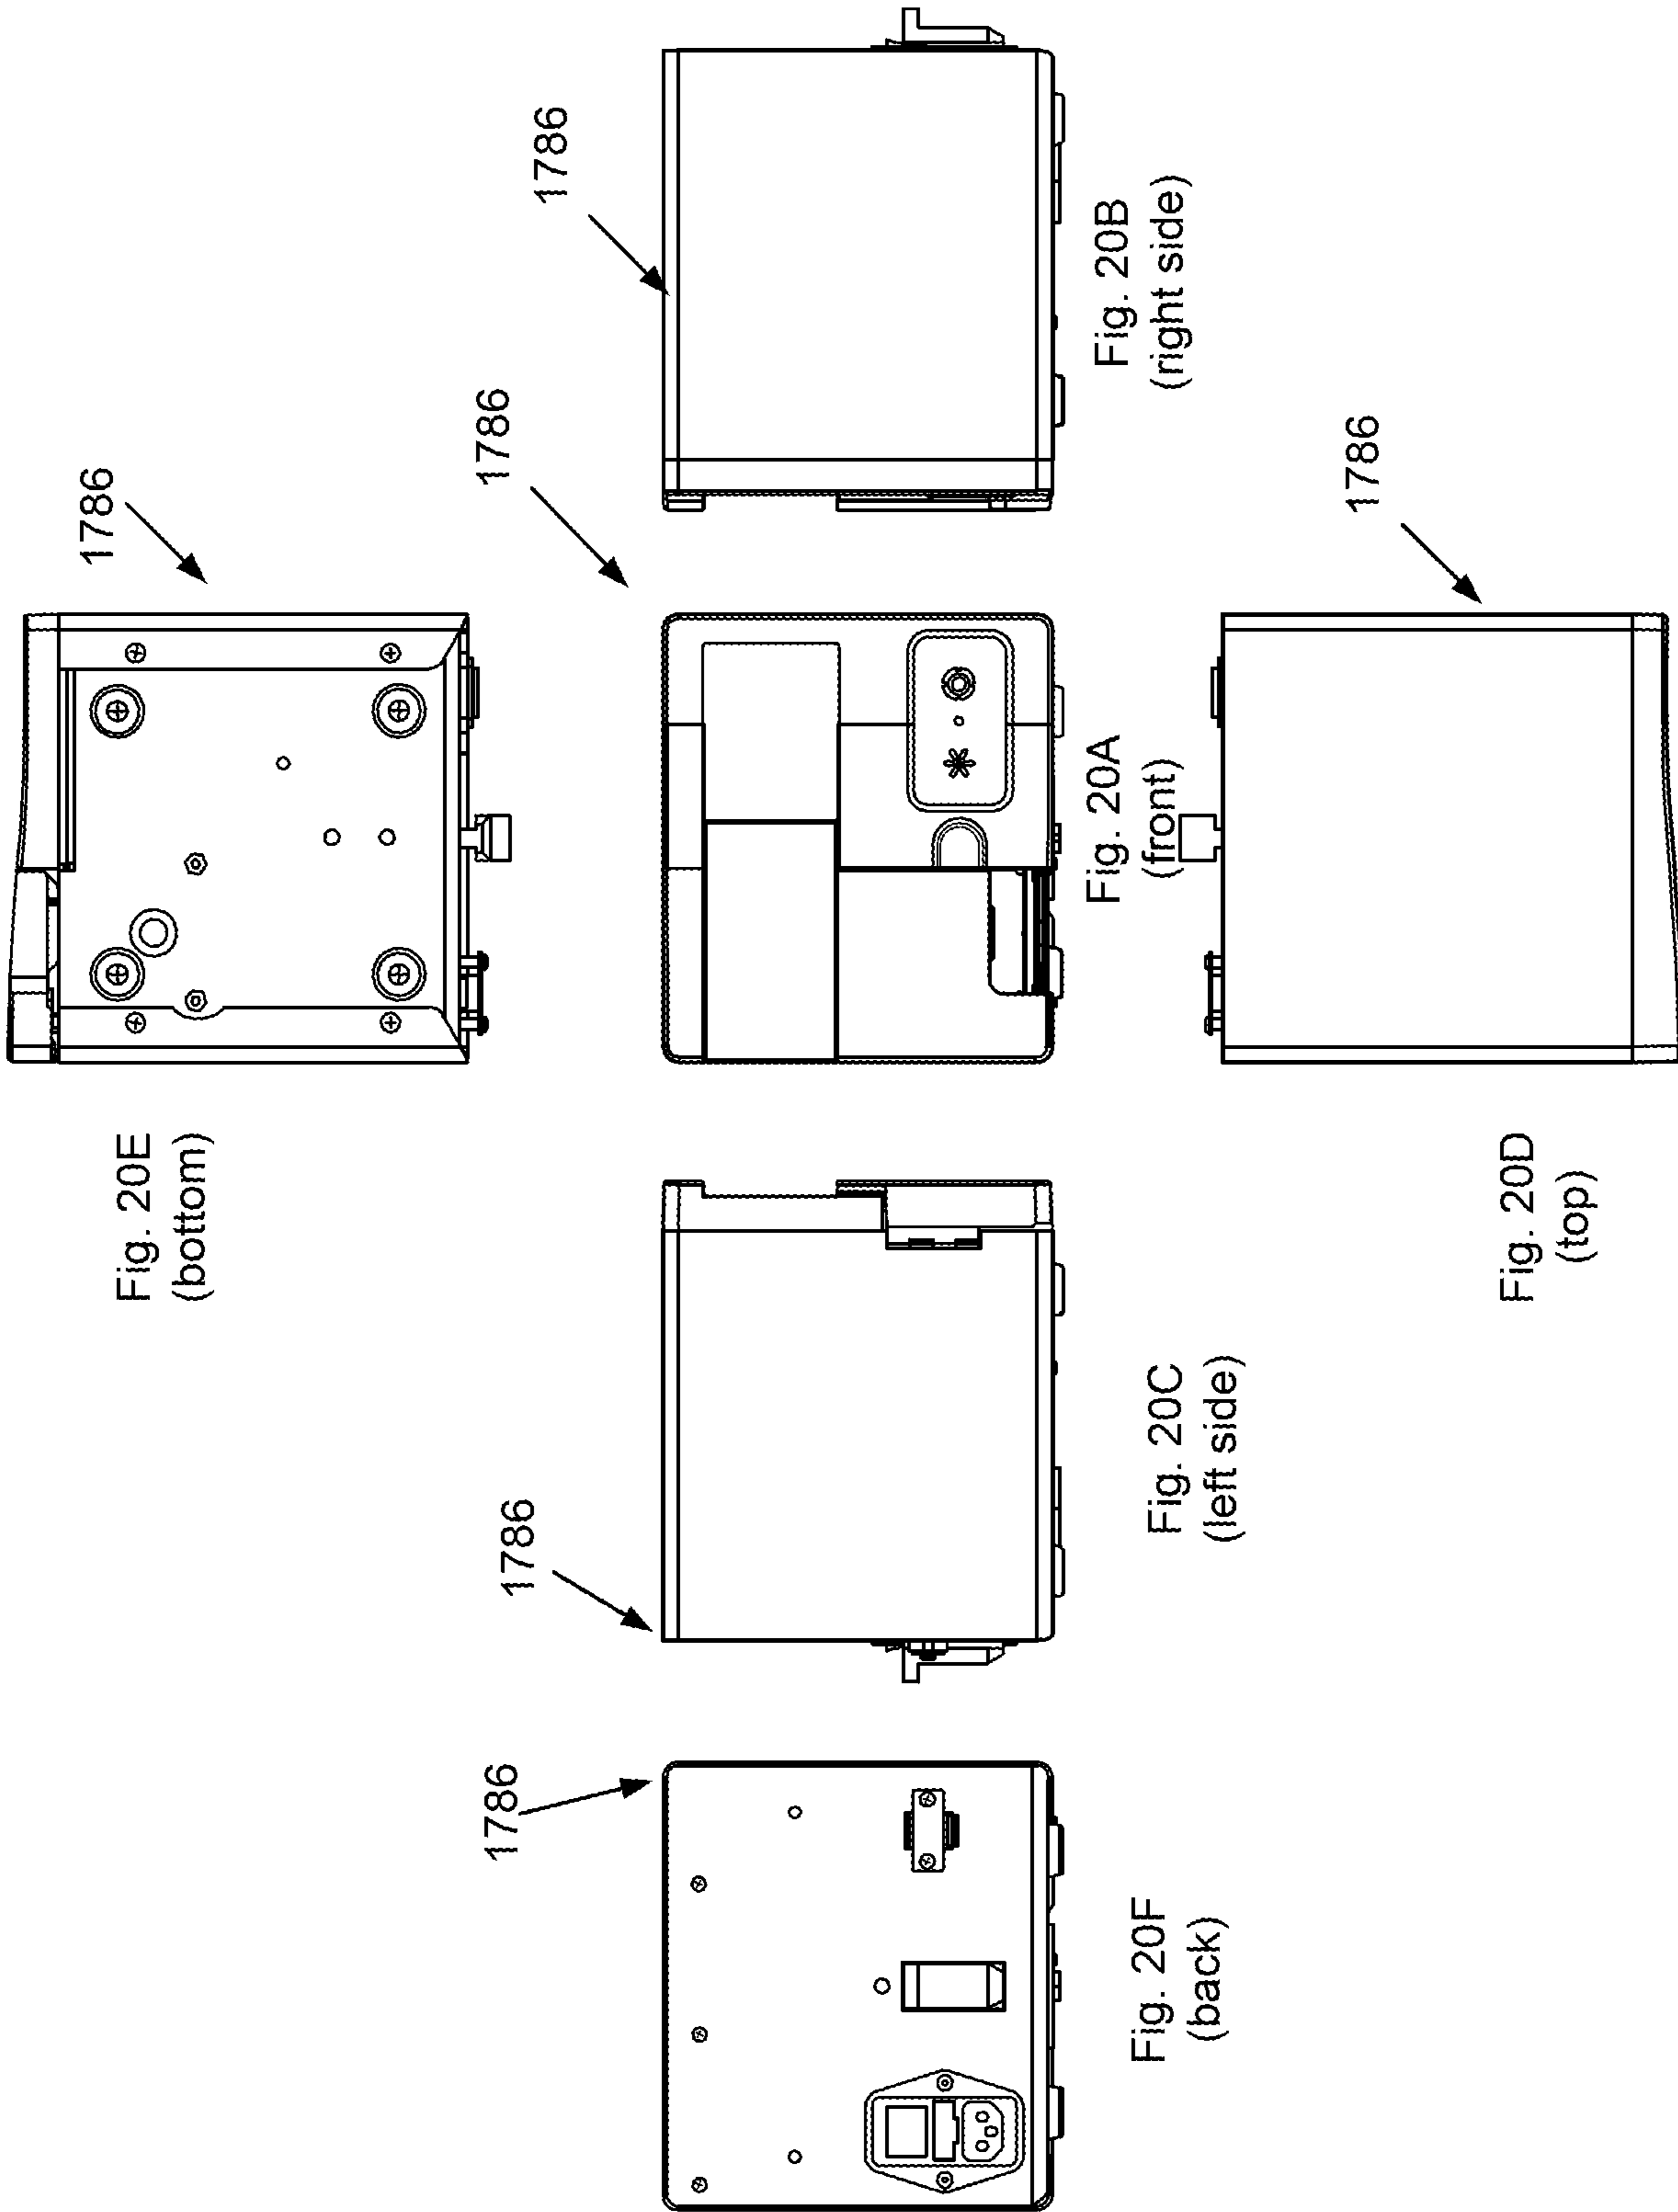 1786
Fig. 20E
(bottom)
1786
Fig. 20F
(back)
1786
Fig. 20C
(left side)
1786
Fig. 20A
(front)
1786
Fig. 20B
(right side)
1786
Fig. 20D
(top)